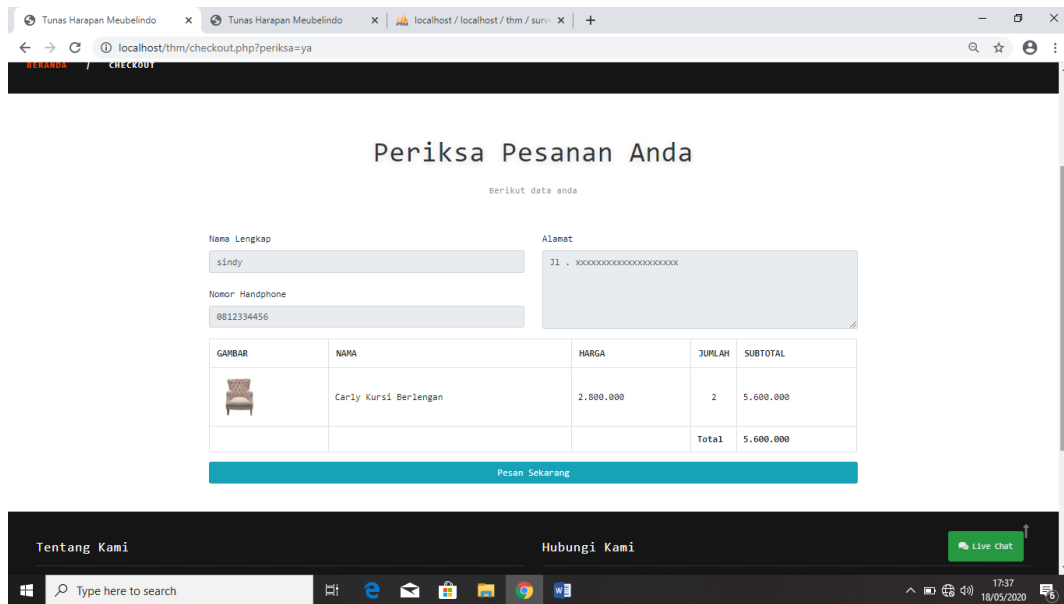 Tunas Harapan Meubelindo
Tunas Harapan Meubelindo
localhost / localhost / thm / surv
localhost/thm/checkout.php?periksa=ya
BERANDA / CHECKOUT
Periksa Pesanan Anda
Berikut data anda
Nama Lengkap
Alamat
sindy
Jl . xxxxxxxxxxxxxxxxxxxx
Nomor Handphone
0812334456
GAMBAR NAMA HARGA JUMLAH SUBTOTAL
Carly Kursi Berlengan 2.800.000 2 5.600.000
Total 5.600.000
Pesan Sekarang
Tentang Kami
Hubungi Kami
Live Chat
Type here to search
17:37
18/05/2020